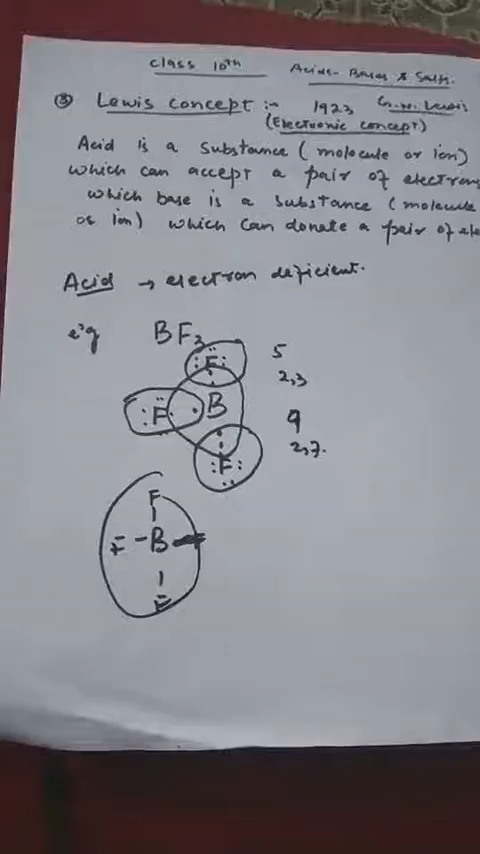 Class 10th Acids Bases & Salts.
③ Lewis Concept :- 1923 G.N. Lewis
(Electronic concept)
Acid is a substance (molecule or ion)
which can accept a pair of electrons
which base is a substance (molecule
or ion) which can donate a pair of ele
Acid → electron deficient.
e'g BF3
:F: 5
2,3
:F. B 9
2,7.
:F:
F
F - B
F